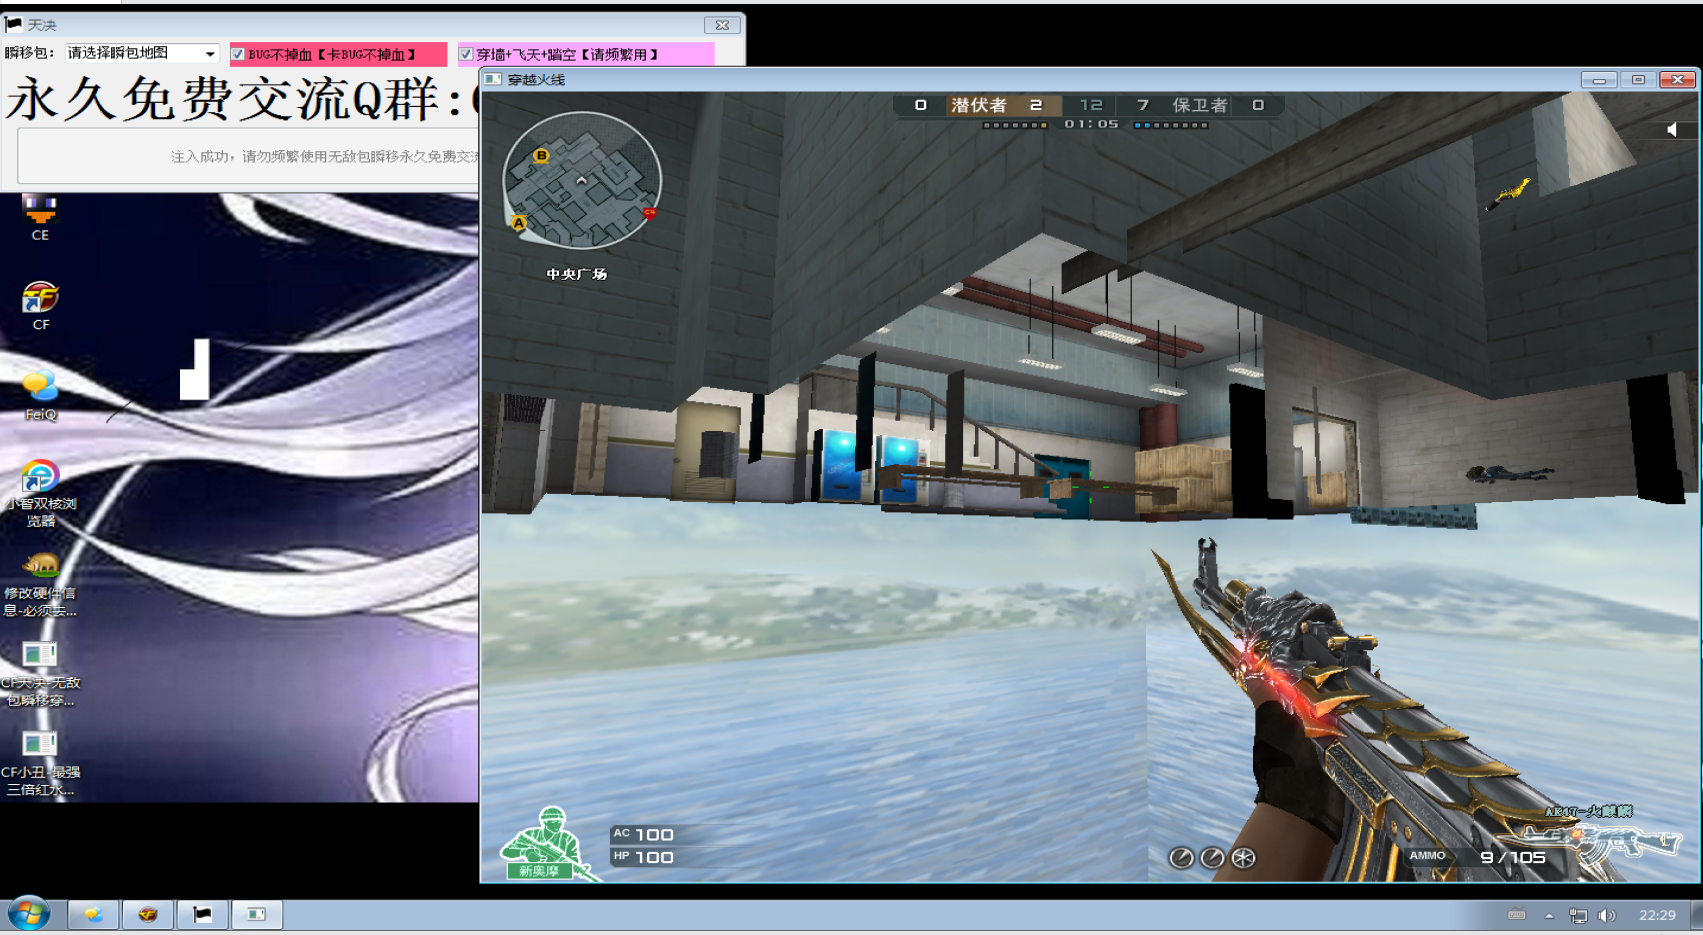 天决
瞬移包： 请选择瞬包地图 BUG不掉血【卡BUG不掉血】 穿墙+飞天+踏空【请频繁用】
永久免费交流Q群:
注入成功，请勿频繁使用无敌包瞬移永久免费交流
CE
CF
FeiQ
小智双核浏
览器
修改硬件信
息-必须去...
CF天决-无敌
包瞬移穿...
CF小丑-最强
三倍红水...
穿越火线
0 潜伏者 2 12 7 保卫者 0
01:05
B
A
C4
中央广场
新奥摩
AC 100
HP 100
AK47-火麒麟
AMMO 9/105
22:29